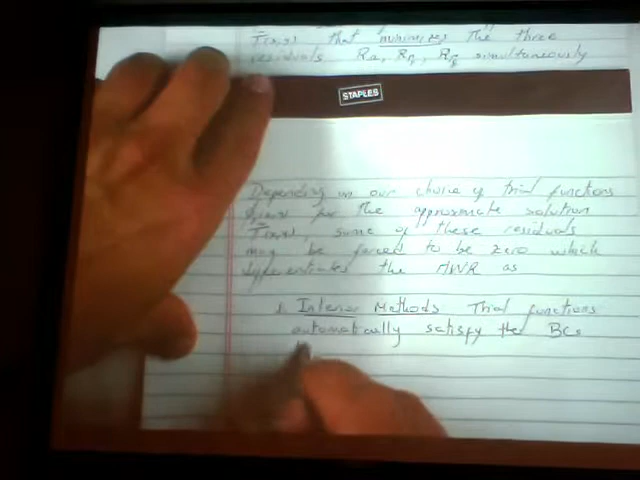 that minimizes the three
residuals R_Ω, R_Γ₁, R_Γ₂ simultaneously
STAPLES
Depending on our choice of trial functions
for the approximate solution
some of these residuals
may be forced to be zero which
differentiates the MWR as
1. Interior Methods Trial functions
automatically satisfy the BCs